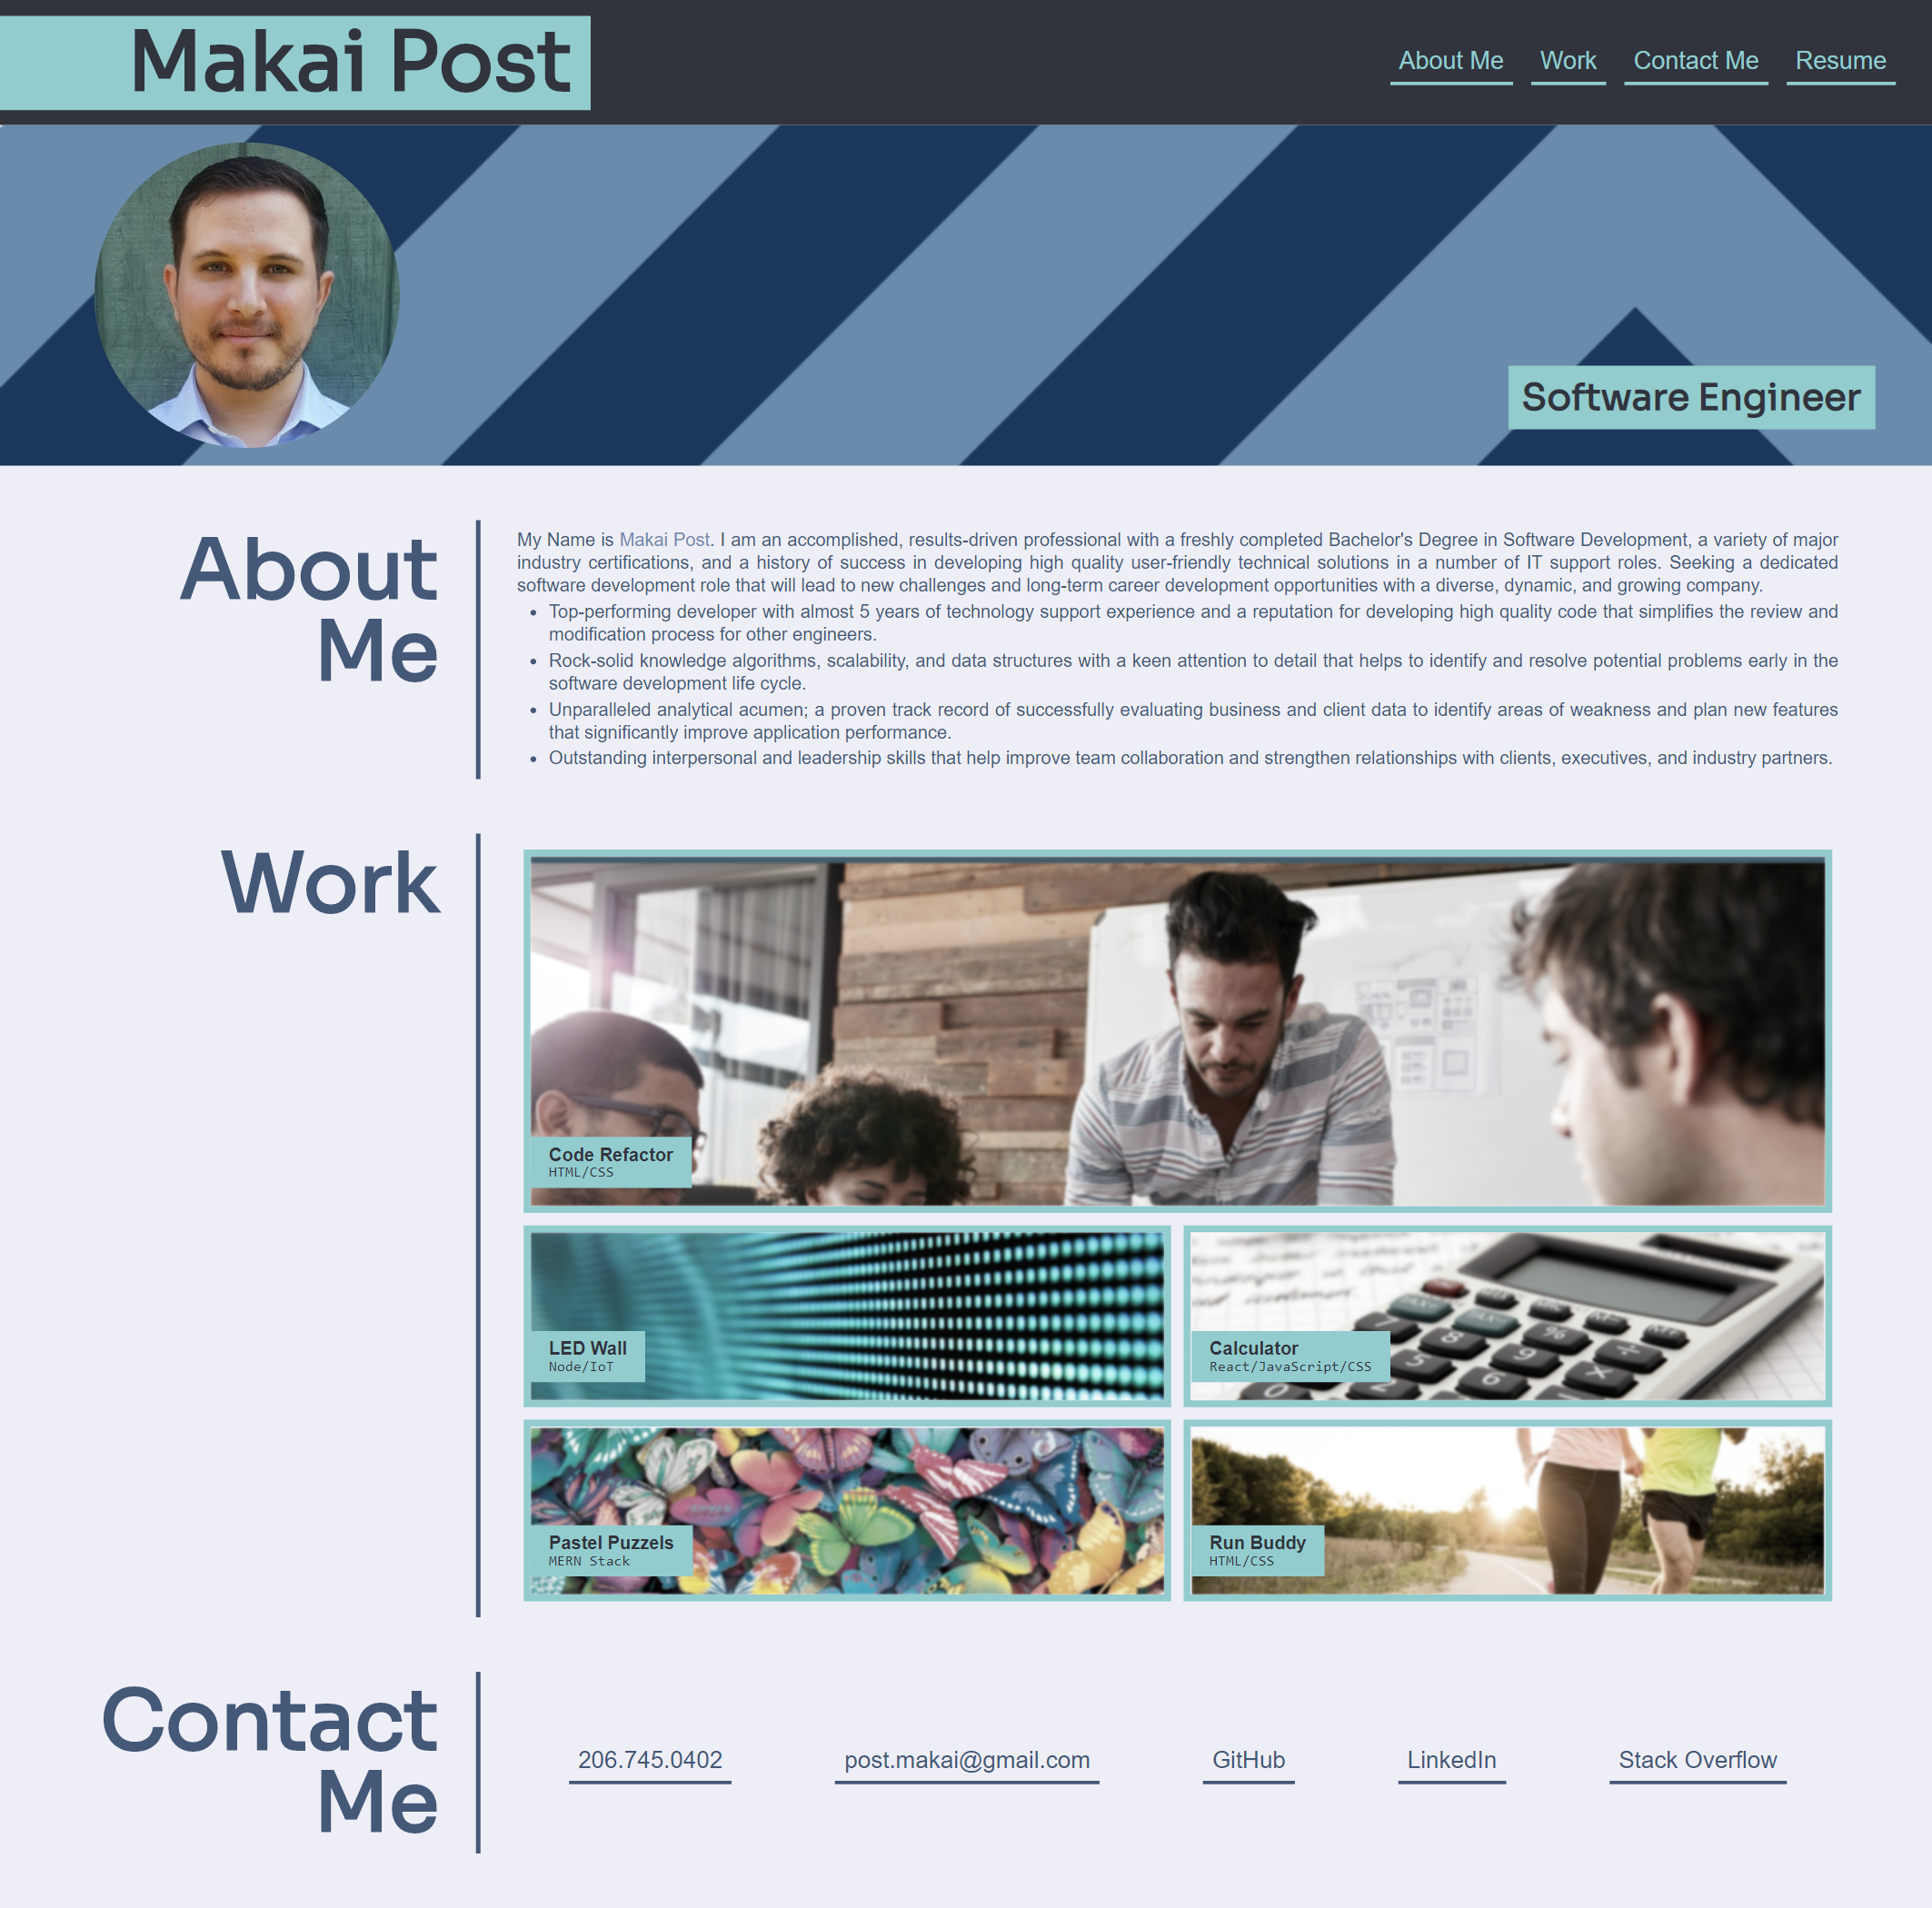 Makai Post
About Me Work Contact Me Resume
Software Engineer
About
Me
My Name is Makai Post. I am an accomplished, results-driven professional with a freshly completed Bachelor's Degree in Software Development, a variety of major
industry certifications, and a history of success in developing high quality user-friendly technical solutions in a number of IT support roles. Seeking a dedicated
software development role that will lead to new challenges and long-term career development opportunities with a diverse, dynamic, and growing company.
• Top-performing developer with almost 5 years of technology support experience and a reputation for developing high quality code that simplifies the review and
modification process for other engineers.
• Rock-solid knowledge algorithms, scalability, and data structures with a keen attention to detail that helps to identify and resolve potential problems early in the
software development life cycle.
• Unparalleled analytical acumen; a proven track record of successfully evaluating business and client data to identify areas of weakness and plan new features
that significantly improve application performance.
• Outstanding interpersonal and leadership skills that help improve team collaboration and strengthen relationships with clients, executives, and industry partners.
Work
Code Refactor
HTML/CSS
LED Wall
Node/IoT
Calculator
React/JavaScript/CSS
7 8 % ÷
5 9 ×
0 2 6
Pastel Puzzels
MERN Stack
Run Buddy
HTML/CSS
Contact
Me
206.745.0402 post.makai@gmail.com GitHub LinkedIn Stack Overflow